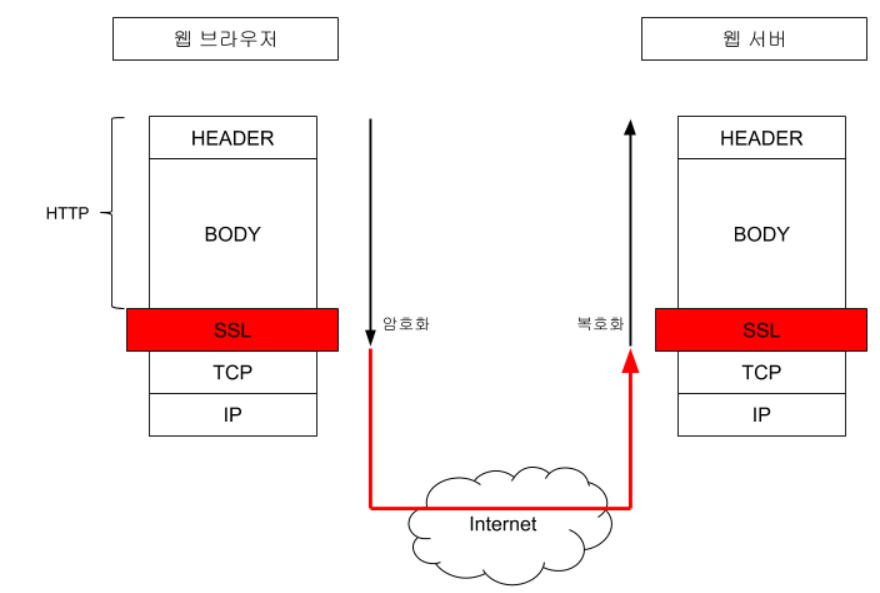 웹 브라우저
웹 서버
HEADER
HEADER
HTTP
BODY
BODY
암호화
복호화
SSL
SSL
TCP
TCP
IP
IP
Internet